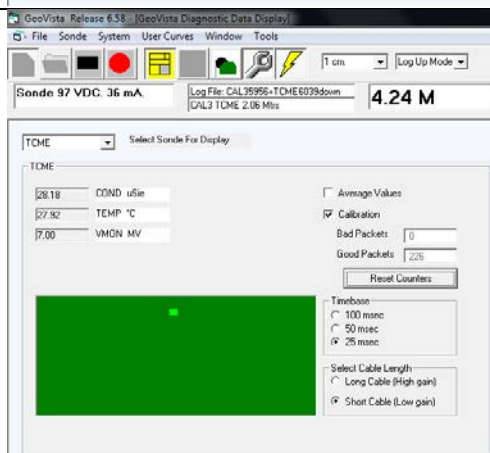 GeoVista Release 6.58 - [GeoVista Diagnostic Data Display]
File Sonde System User Curves Window Tools
1 cm. Log Up Mode
Sonde 97 VDC. 36 mA.
Log File: CAL35956+TCME6039down
CAL3 TCME 2.06 Mtrs
4.24 M
TCME Select Sonde For Display
TCME
28.18 COND uSie
27.92 TEMP °C
7.00 VMON MV
Average Values
Calibration
Bad Packets 0
Good Packets 226
Reset Counters
Timebase
100 msec
50 msec
25 msec
Select Cable Length
Long Cable (High gain)
Short Cable (Low gain)